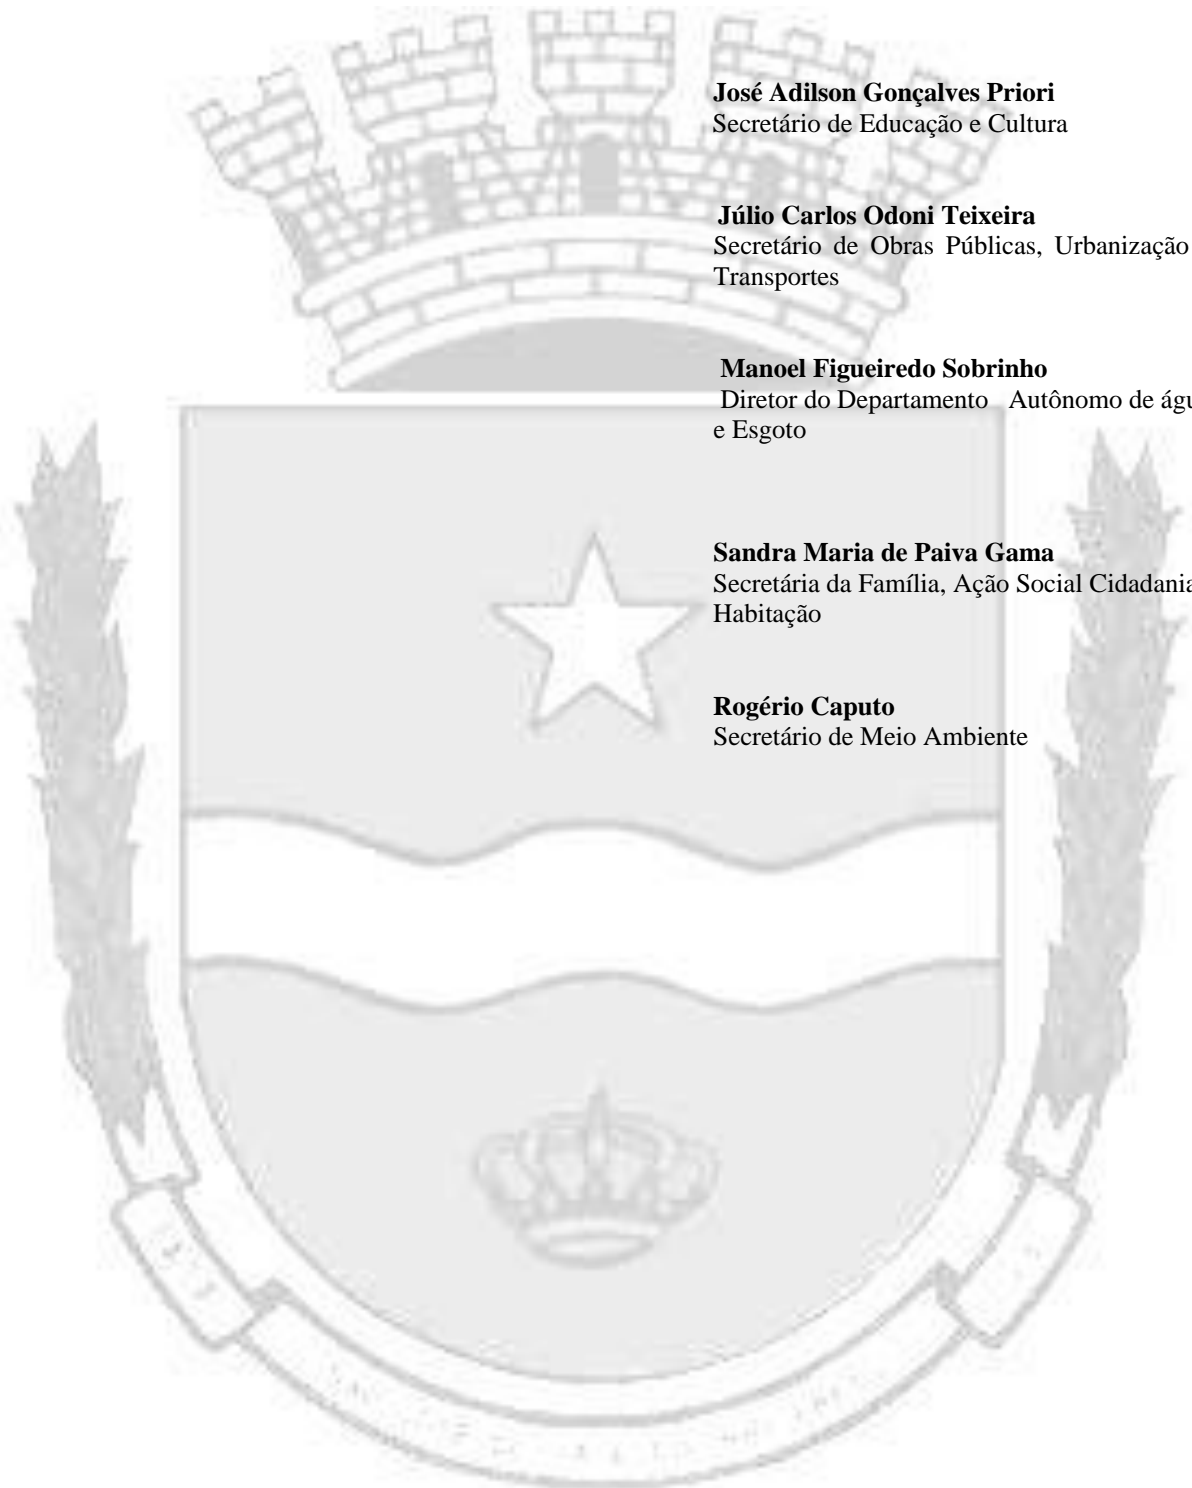 José Adilson Gonçalves Priori
Secretário de Educação e Cultura
Júlio Carlos Odoni Teixeira
Secretário de Obras Públicas, Urbanização
Transportes
Manoel Figueiredo Sobrinho
Diretor do Departamento Autônomo de águ
e Esgoto
Sandra Maria de Paiva Gama
Secretária da Família, Ação Social Cidadania
Habitação
Rogério Caputo
Secretário de Meio Ambiente